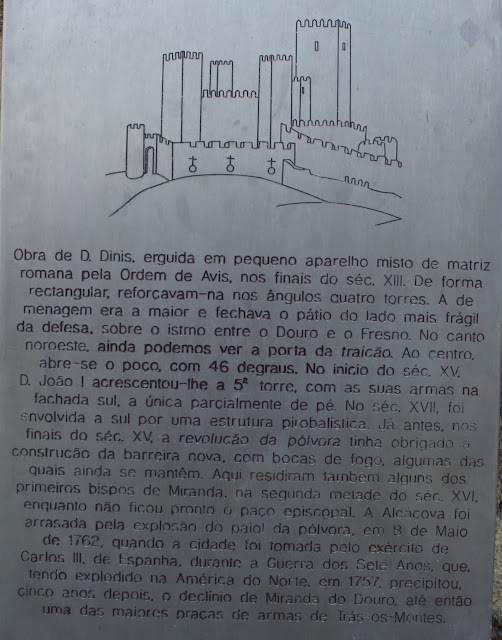 Obra de D. Dinis, erguida em pequeno aparelho misto de matriz
romana pela Ordem de Avis, nos finais do séc. XIII. De forma
rectangular, reforçavam-na nos ângulos quatro torres. A de
menagem era a maior e fechava o pátio do lado mais frágil
da defesa, sobre o istmo entre o Douro e o Fresno. No canto
noroeste, ainda podemos ver a porta da traição. Ao centro,
abre-se o poço, com 46 degraus. No início do séc. XV,
D. João I acrescentou-lhe a 5ª torre, com as suas armas na
fachada sul, a única parcialmente de pé. No séc. XVII, foi
envolvida a sul por uma estrutura pirobalística. Já antes, nos
finais do séc. XV, a revolução da pólvora tinha obrigado à
construção da barreira nova, com bocas de fogo, algumas das
quais ainda se mantêm. Aqui residiram também alguns dos
primeiros bispos de Miranda, na segunda metade do séc. XVI,
enquanto não ficou pronto o paço episcopal. A Alcáçova foi
arrasada pela explosão do paiol da pólvora, em 8 de Maio
de 1762, quando a cidade foi tomada pelo exército de
Carlos III, de Espanha, durante a Guerra dos Sete Anos, que,
tendo explodido na América do Norte, em 1757, precipitou,
cinco anos depois, o declínio de Miranda do Douro, até então
uma das maiores praças de armas de Trás-os-Montes.